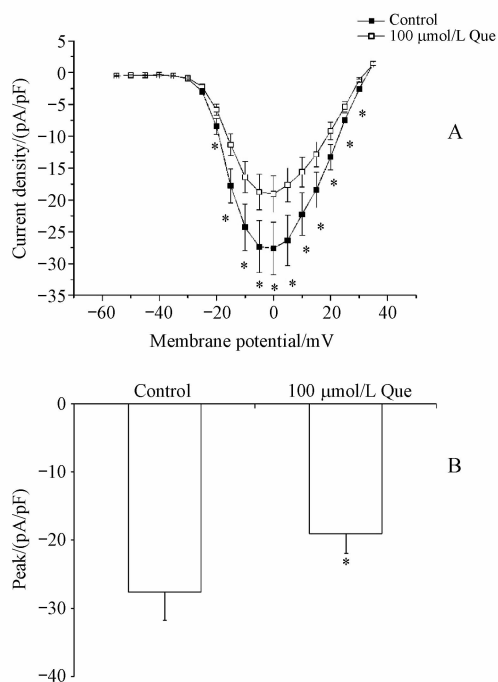 Control
100 μmol/L Que
A
Current density/(pA/pF)
5
0
−5
−10
−15
−20
−25
−30
−35
* * * * * * * * * *
−60 −40 −20 0 20 40
Membrane potential/mV
Control 100 μmol/L Que
B
Peak/(pA/pF)
0
−10
−20
−30
−40
*